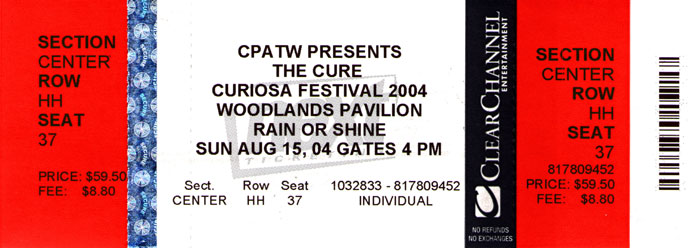 SECTION
CENTER
ROW
HH
SEAT
37
PRICE: $59.50
FEE: $8.80
CPATW PRESENTS
THE CURE
CURIOSA FESTIVAL 2004
WOODLANDS PAVILION
RAIN OR SHINE
SUN AUG 15, 04 GATES 4 PM
Sect. Row Seat 1032833 - 817809452
CENTER HH 37 INDIVIDUAL
CLEARCHANNEL
ENTERTAINMENT
NO REFUNDS
NO EXCHANGES
SECTION
CENTER
ROW
HH
SEAT
37
817809452
PRICE: $59.50
FEE: $8.80